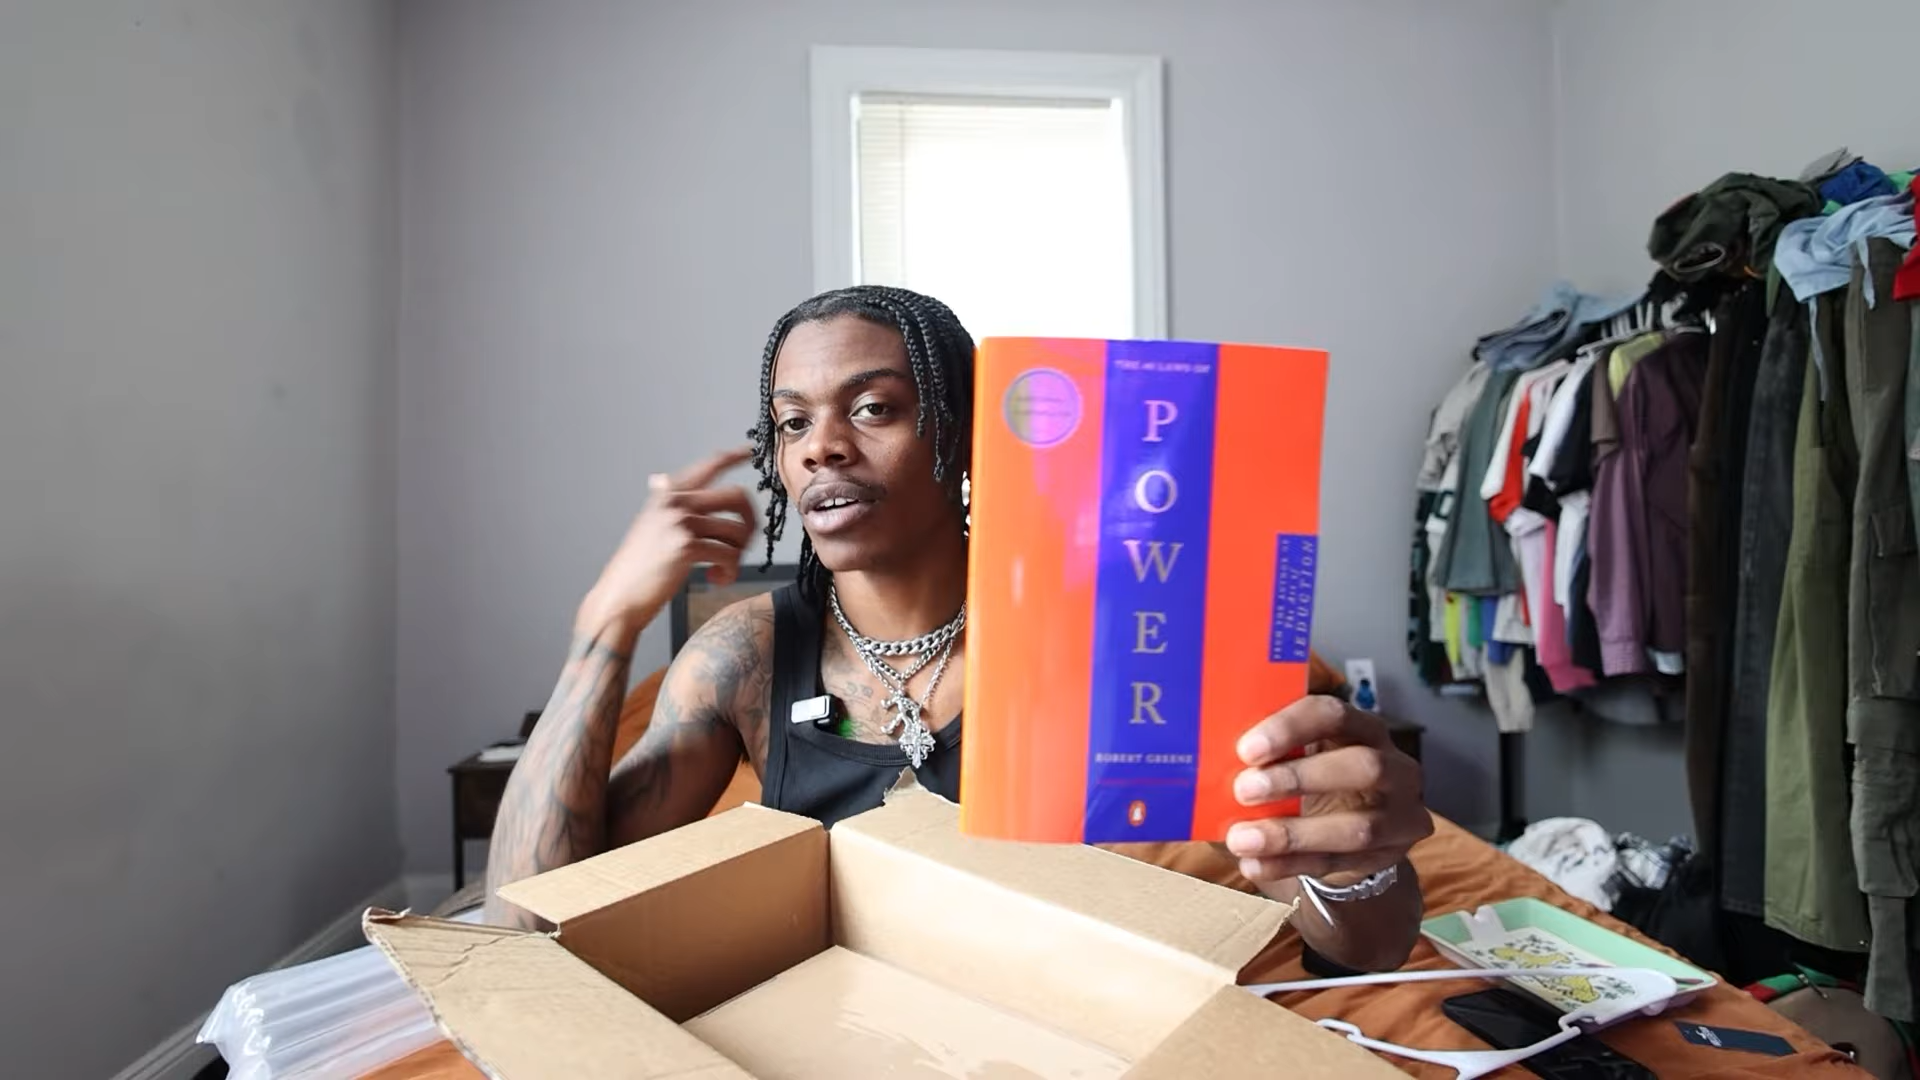 THE 48 LAWS OF
POWER
ROBERT GREENE
FROM THE AUTHOR OF
The Art of
SEDUCTION